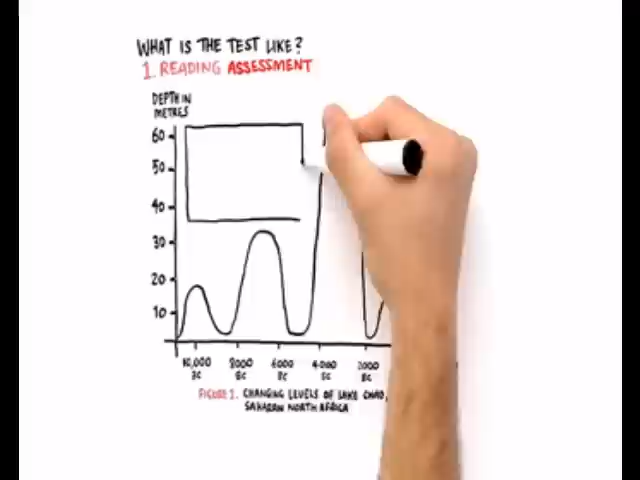 WHAT IS THE TEST LIKE?
1. READING ASSESSMENT
DEPTH IN
METRES
60
50
40
30
20
10
10,000 8000 6000 4000 2000
BC BC BC BC BC
FIGURE 1. CHANGING LEVELS OF LAKE CHAD,
SAHARAN NORTH AFRICA